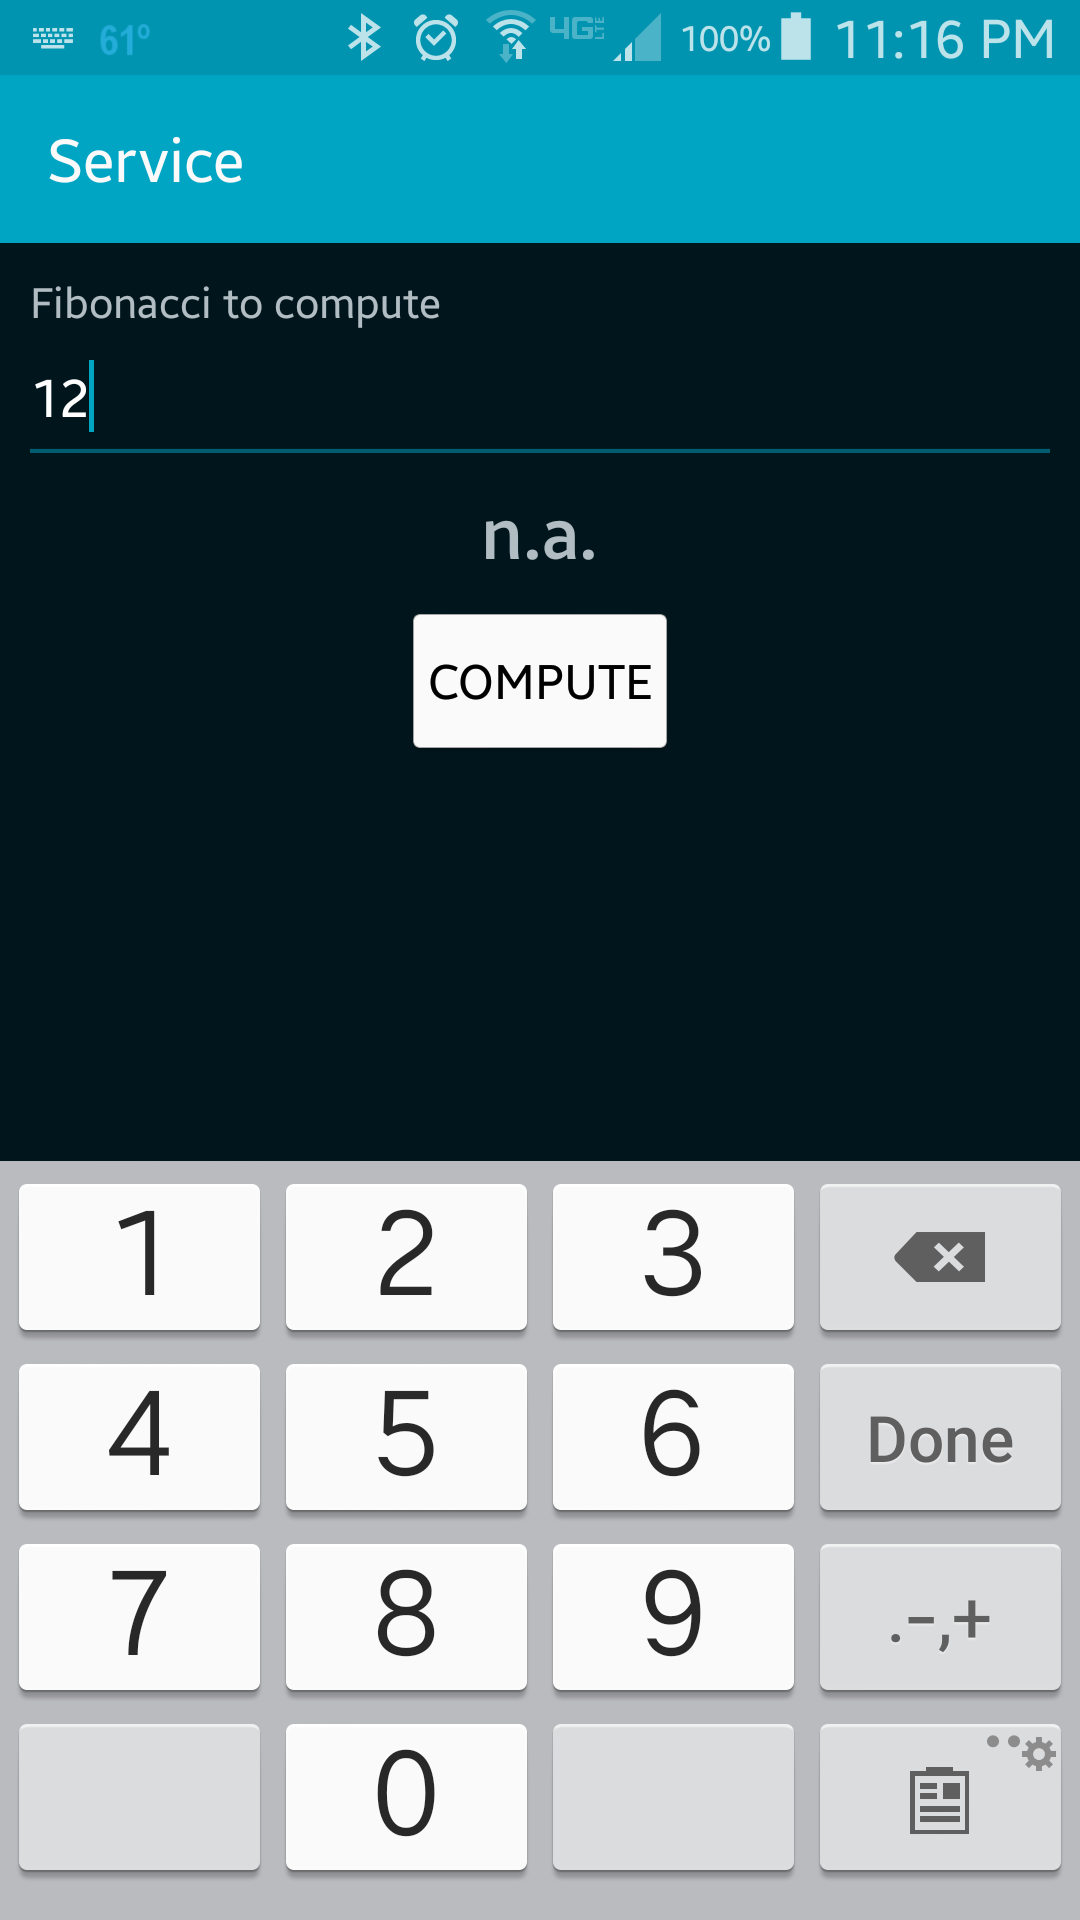 61° 4G LTE 100% 11:16 PM
Service
Fibonacci to compute
12
n.a.
COMPUTE
1 2 3
4 5 6 Done
7 8 9 .-,+
0